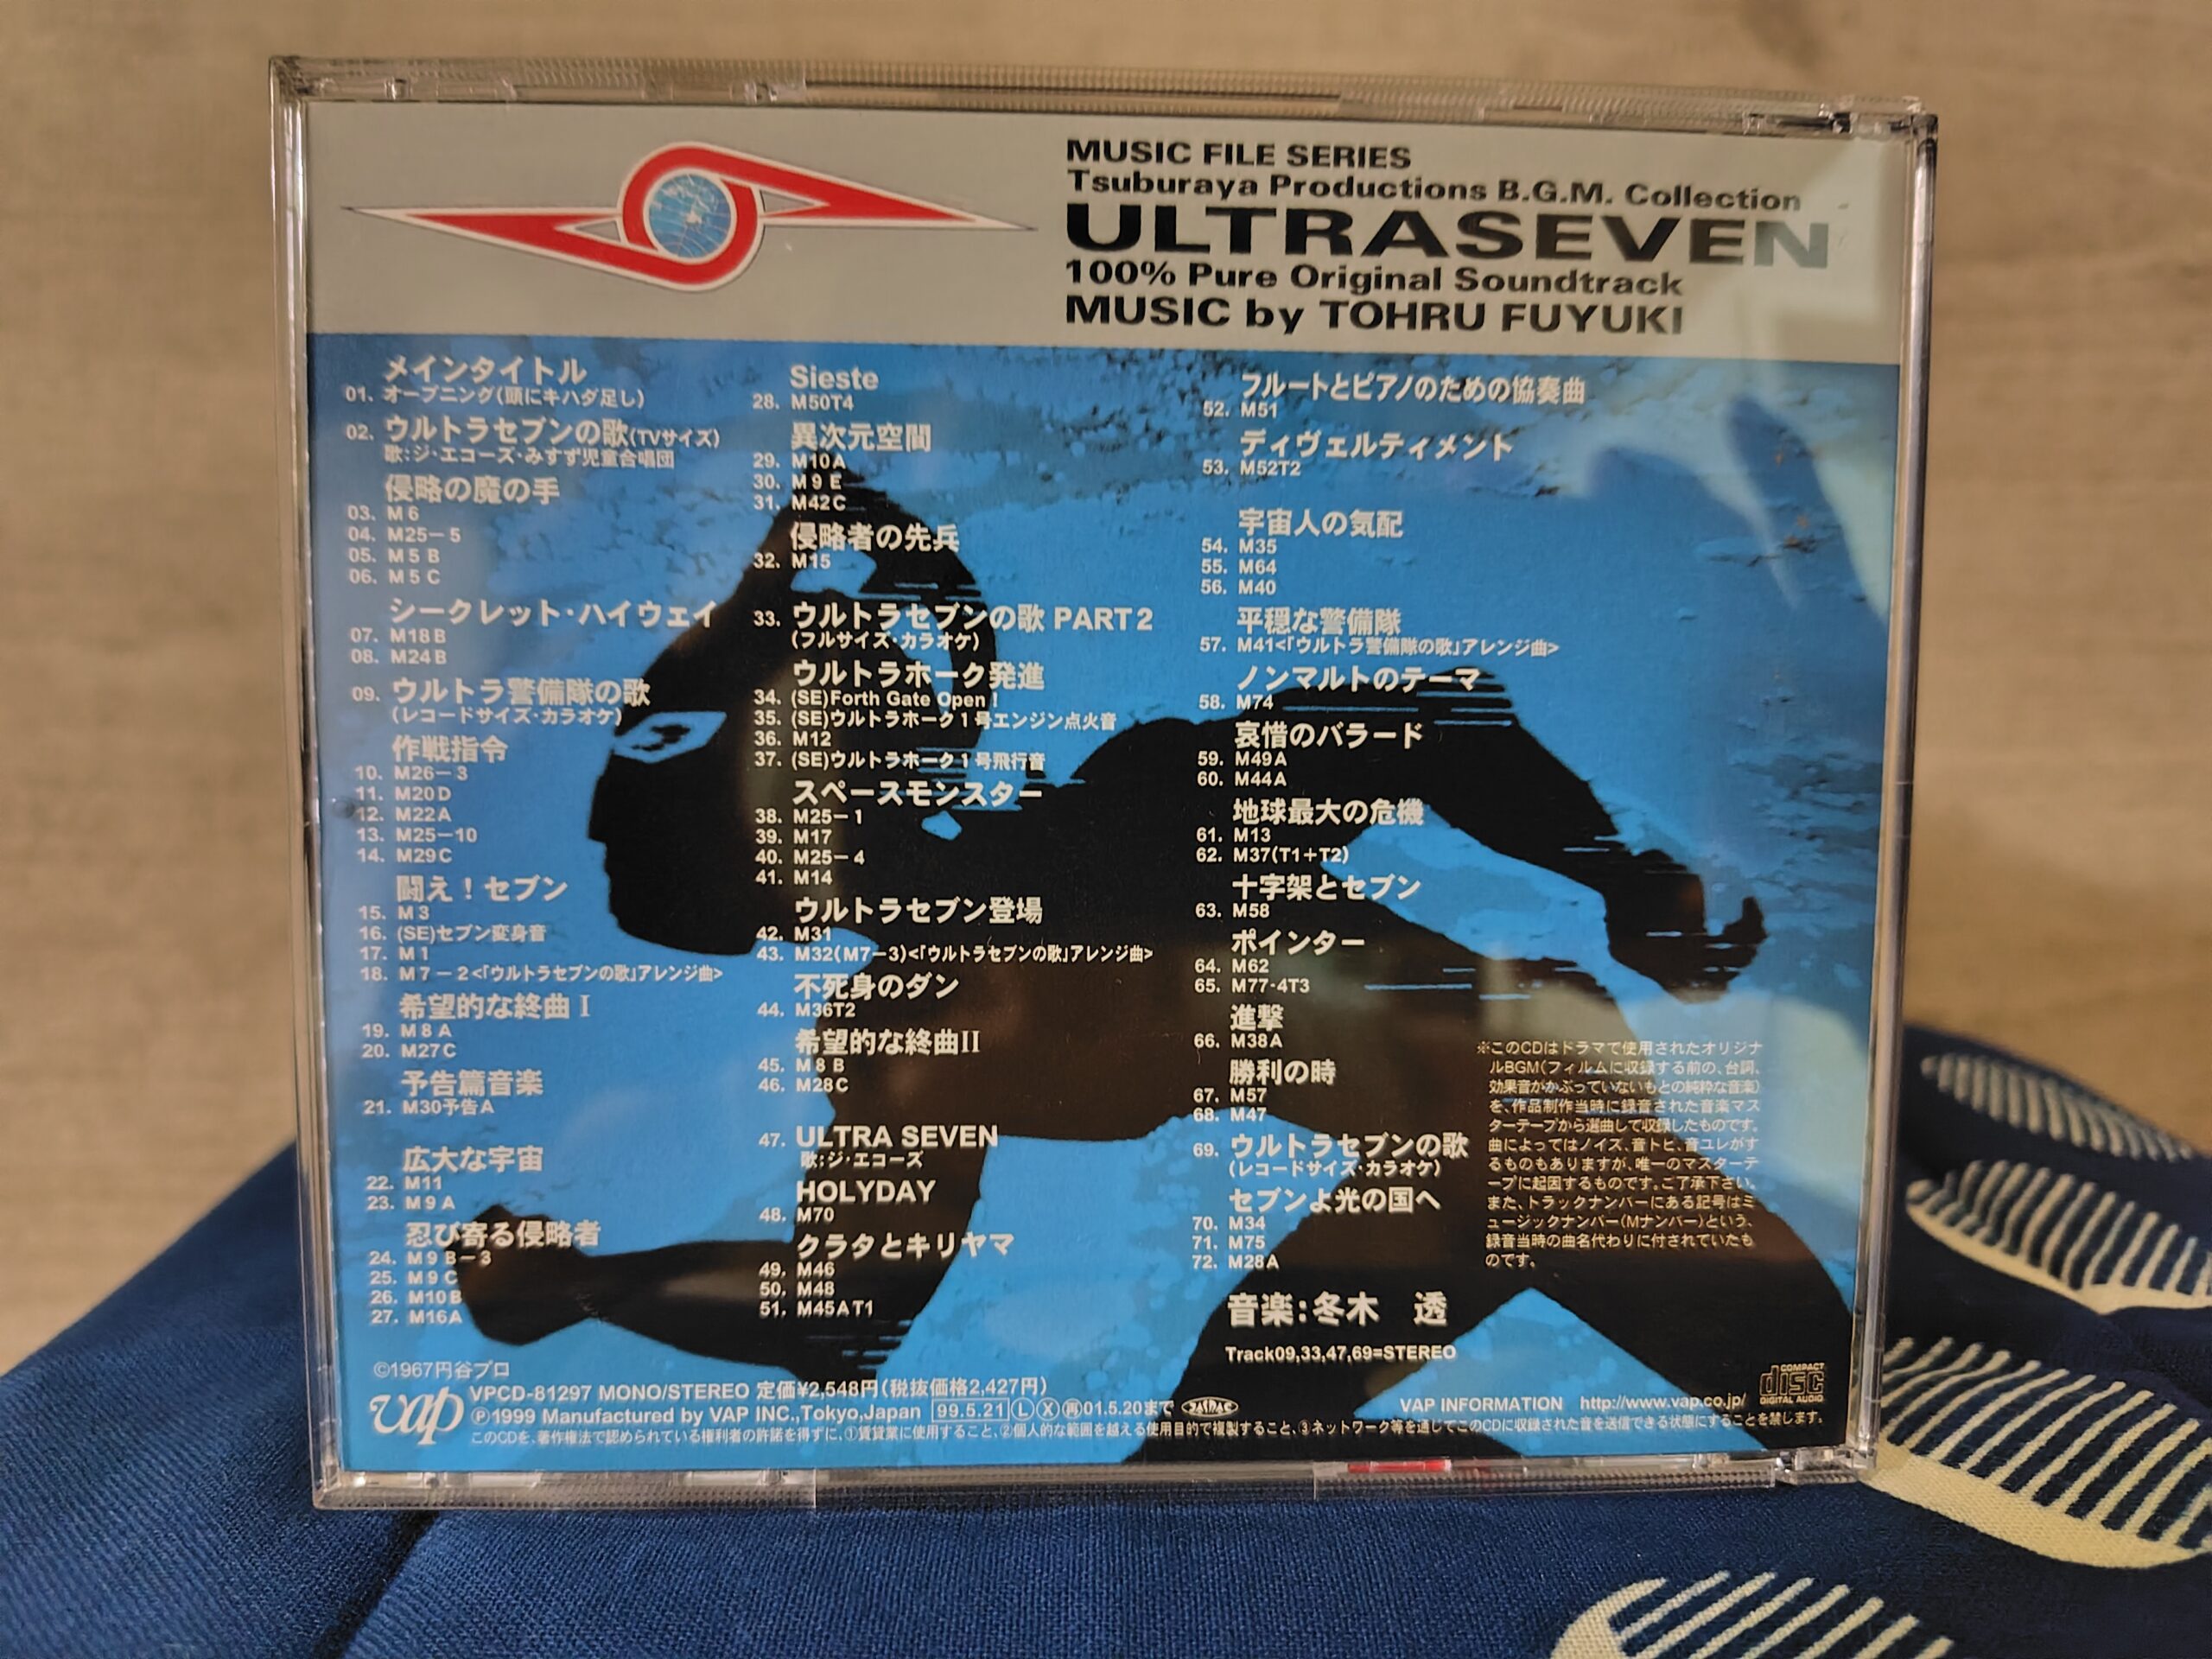 MUSIC FILE SERIES
Tsuburaya Productions B.G.M. Collection
ULTRASEVEN
100% Pure Original Soundtrack
MUSIC by TOHRU FUYUKI
メインタイトル
01. オープニング(頭にキハダ足し)
02. ウルトラセブンの歌(TVサイズ)
歌:ジ・エコーズ・みすず児童合唱団
侵略の魔の手
03. M6
04. M25−5
05. M5B
06. M5C
シークレット・ハイウェイ
07. M18B
08. M24B
09. ウルトラ警備隊の歌
(レコードサイズ・カラオケ)
作戦指令
10. M26−3
11. M20D
12. M22A
13. M25−10
14. M29C
闘え！セブン
15. M3
16. (SE)セブン変身音
17. M1
18. M7−2<「ウルトラセブンの歌」アレンジ曲>
希望的な終曲 I
19. M8A
20. M27C
予告篇音楽
21. M30予告A
広大な宇宙
22. M11
23. M9A
忍び寄る侵略者
24. M9B−3
25. M9C
26. M10B
27. M16A
Sieste
28. M50T4
異次元空間
29. M10A
30. M9E
31. M42C
侵略者の先兵
32. M15
33. ウルトラセブンの歌 PART2
(フルサイズ・カラオケ)
ウルトラホーク発進
34. (SE)Forth Gate Open！
35. (SE)ウルトラホーク1号エンジン点火音
36. M12
37. (SE)ウルトラホーク1号飛行音
スペースモンスター
38. M25−1
39. M17
40. M25−4
41. M14
ウルトラセブン登場
42. M31
43. M32(M7−3)<「ウルトラセブンの歌」アレンジ曲>
不死身のダン
44. M36T2
希望的な終曲II
45. M8B
46. M28C
47. ULTRA SEVEN
歌:ジ・エコーズ
HOLYDAY
48. M70
クラタとキリヤマ
49. M46
50. M48
51. M45AT1
フルートとピアノのための協奏曲
52. M51
ディヴェルティメント
53. M52T2
宇宙人の気配
54. M35
55. M64
56. M40
平穏な警備隊
57. M41<「ウルトラ警備隊の歌」アレンジ曲>
ノンマルトのテーマ
58. M74
哀惜のバラード
59. M49A
60. M44A
地球最大の危機
61. M13
62. M37(T1+T2)
十字架とセブン
63. M58
ポインター
64. M62
65. M77-4T3
進撃
66. M38A
勝利の時
67. M57
68. M47
69. ウルトラセブンの歌
(レコードサイズ・カラオケ)
セブンよ光の国へ
70. M34
71. M75
72. M28A
音楽:冬木　透
Track09,33,47,69=STEREO
※このCDはドラマで使用されたオリジナ
ルBGM(フィルムに収録する前の、台詞、
効果音がかぶっていないもとの純粋な音楽)
を、作品制作当時に録音された音楽マス
ターテープから選曲して収録したものです。
曲によってはノイズ、音トビ、音ユレがす
るものもありますが、唯一のマスターテ
ープに起因するものです。ご了承下さい。
また、トラックナンバーにある記号はミ
ュージックナンバー(Mナンバー)という、
録音当時の曲名代わりに付されていたも
のです。
©1967円谷プロ
vap
VPCD-81297 MONO/STEREO 定価¥2,548円(税抜価格2,427円)
Ⓟ1999 Manufactured by VAP INC.,Tokyo,Japan 99.5.21 Ⓛ Ⓧ ㊞01.5.20まで
VAP INFORMATION http://www.vap.co.jp/
COMPACT disc DIGITAL AUDIO
このCDを、著作権法で認められている権利者の許諾を得ずに、①賃貸業に使用すること、②個人的な範囲を越える使用目的で複製すること、③ネットワーク等を通じてこのCDに収録された音を送信できる状態にすることを禁じます。